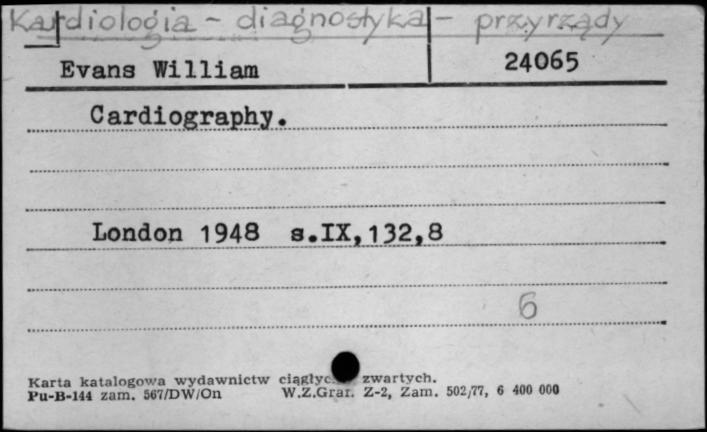 Kardiologia - diagnostyka - przyrządy
Evans William 24065
Cardiography.
London 1948 s.IX,132,8
6
Karta katalogowa wydawnictw ciągłyc zwartych.
Pu-B-144 zam. 567/DW/On W.Z.Graf. Z-2, Zam. 502/77, 6 400 000